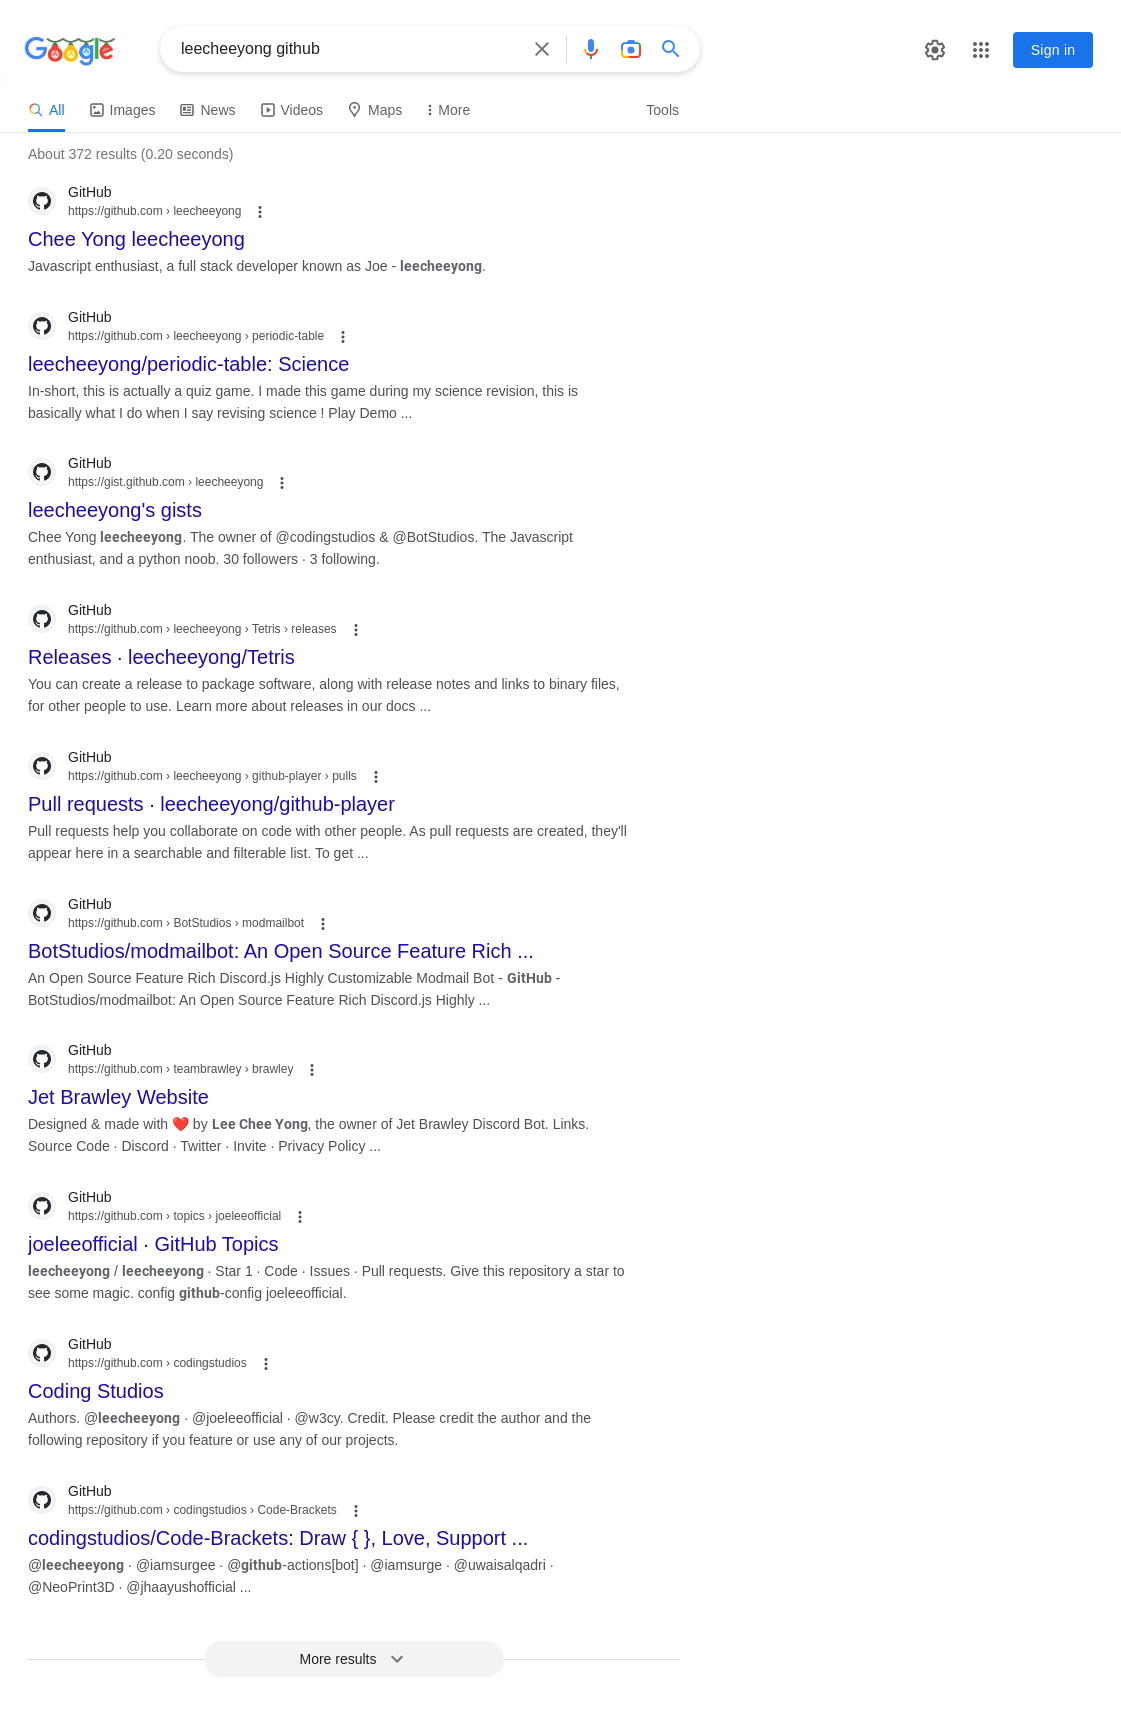 Google
leecheeyong github
Sign in
All Images News Videos Maps More Tools
About 372 results (0.20 seconds)
GitHub
https://github.com › leecheeyong
Chee Yong leecheeyong
Javascript enthusiast, a full stack developer known as Joe - leecheeyong.
GitHub
https://github.com › leecheeyong › periodic-table
leecheeyong/periodic-table: Science
In-short, this is actually a quiz game. I made this game during my science revision, this is
basically what I do when I say revising science ! Play Demo ...
GitHub
https://gist.github.com › leecheeyong
leecheeyong's gists
Chee Yong leecheeyong. The owner of @codingstudios & @BotStudios. The Javascript
enthusiast, and a python noob. 30 followers · 3 following.
GitHub
https://github.com › leecheeyong › Tetris › releases
Releases · leecheeyong/Tetris
You can create a release to package software, along with release notes and links to binary files,
for other people to use. Learn more about releases in our docs ...
GitHub
https://github.com › leecheeyong › github-player › pulls
Pull requests · leecheeyong/github-player
Pull requests help you collaborate on code with other people. As pull requests are created, they'll
appear here in a searchable and filterable list. To get ...
GitHub
https://github.com › BotStudios › modmailbot
BotStudios/modmailbot: An Open Source Feature Rich ...
An Open Source Feature Rich Discord.js Highly Customizable Modmail Bot - GitHub -
BotStudios/modmailbot: An Open Source Feature Rich Discord.js Highly ...
GitHub
https://github.com › teambrawley › brawley
Jet Brawley Website
Designed & made with ❤️ by Lee Chee Yong, the owner of Jet Brawley Discord Bot. Links.
Source Code · Discord · Twitter · Invite · Privacy Policy ...
GitHub
https://github.com › topics › joeleeofficial
joeleeofficial · GitHub Topics
leecheeyong / leecheeyong · Star 1 · Code · Issues · Pull requests. Give this repository a star to
see some magic. config github-config joeleeofficial.
GitHub
https://github.com › codingstudios
Coding Studios
Authors. @leecheeyong · @joeleeofficial · @w3cy. Credit. Please credit the author and the
following repository if you feature or use any of our projects.
GitHub
https://github.com › codingstudios › Code-Brackets
codingstudios/Code-Brackets: Draw { }, Love, Support ...
@leecheeyong · @iamsurgee · @github-actions[bot] · @iamsurge · @uwaisalqadri ·
@NeoPrint3D · @jhaayushofficial ...
More results